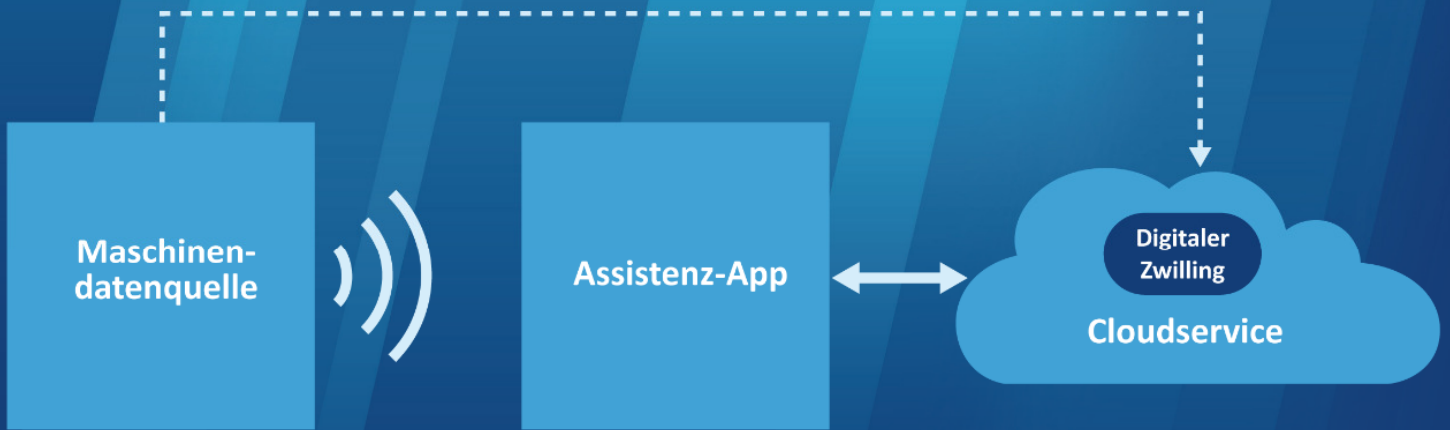 Maschinen-
datenquelle
Assistenz-App
Digitaler
Zwilling
Cloudservice